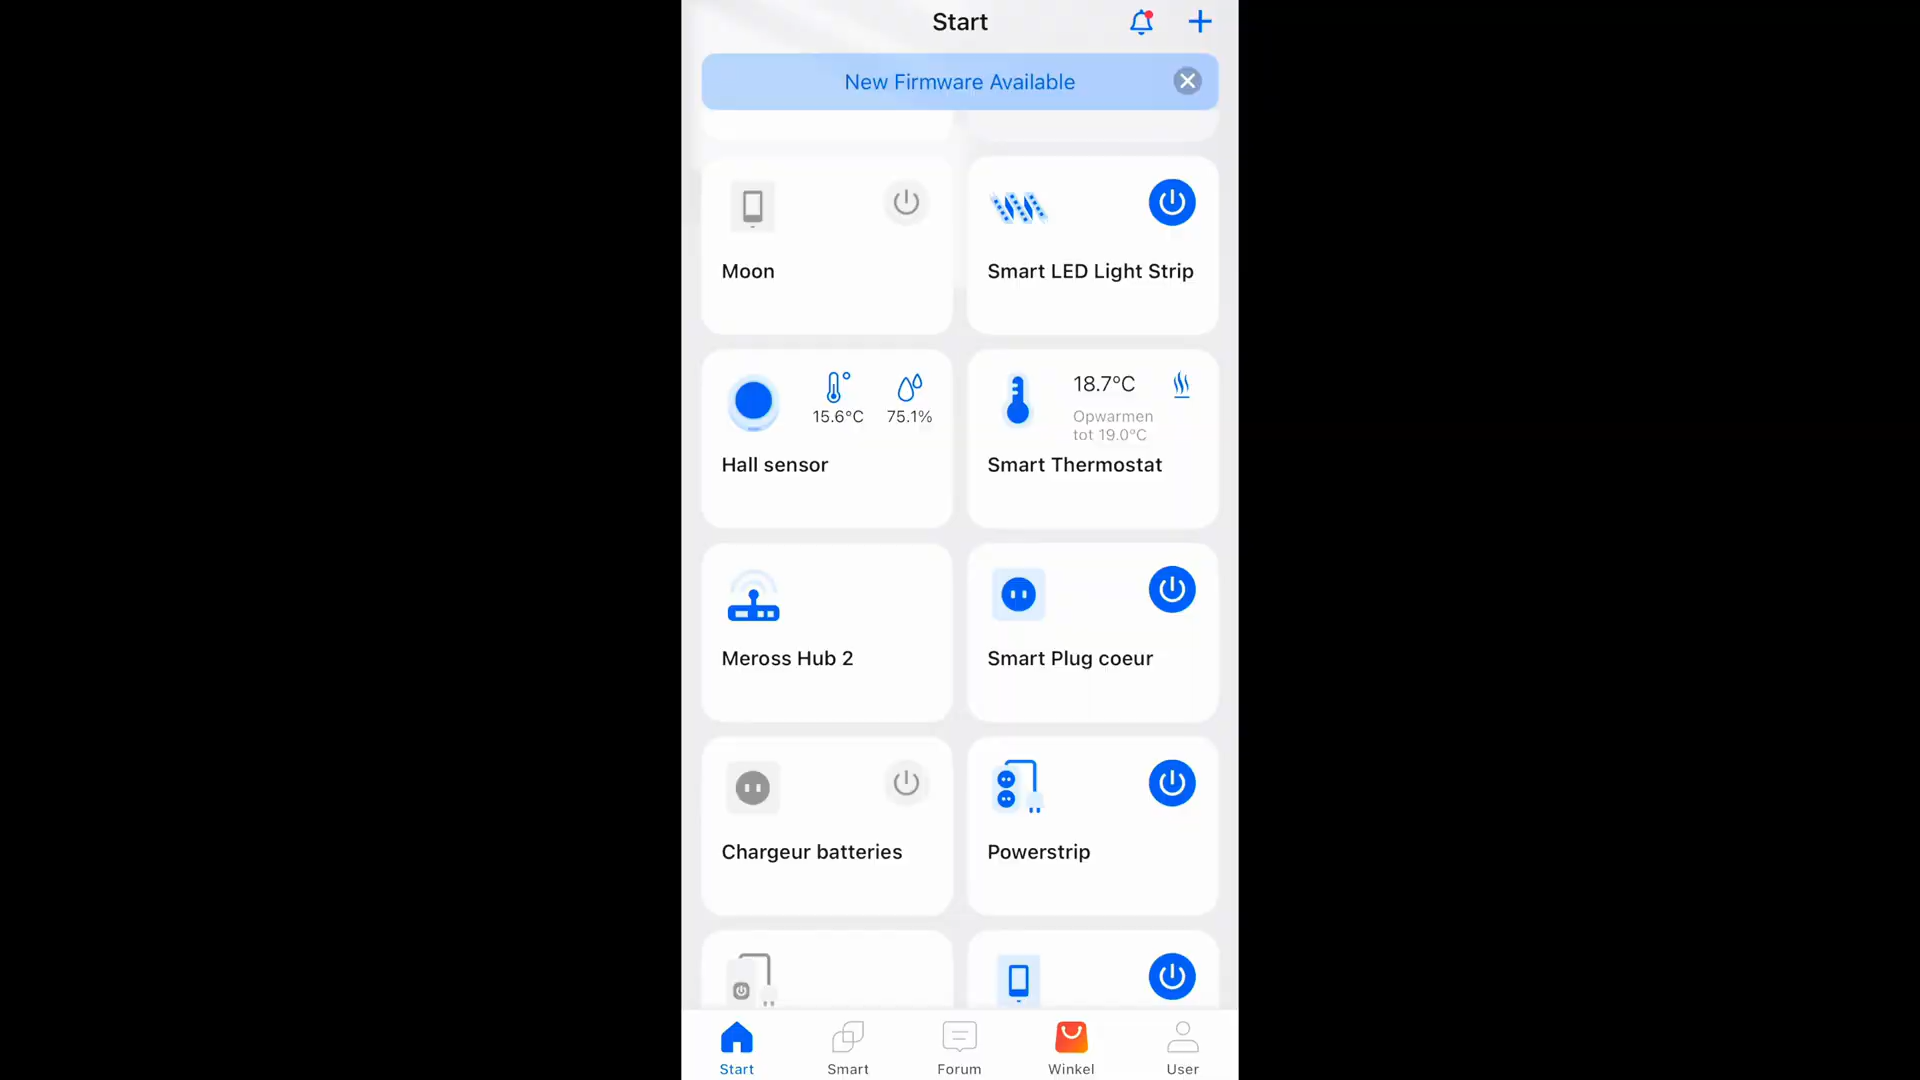 Start
New Firmware Available
Moon
Smart LED Light Strip
15.6°C
75.1%
Hall sensor
18.7°C
Opwarmen
tot 19.0°C
Smart Thermostat
Meross Hub 2
Smart Plug coeur
Chargeur batteries
Powerstrip
Start
Smart
Forum
Winkel
User